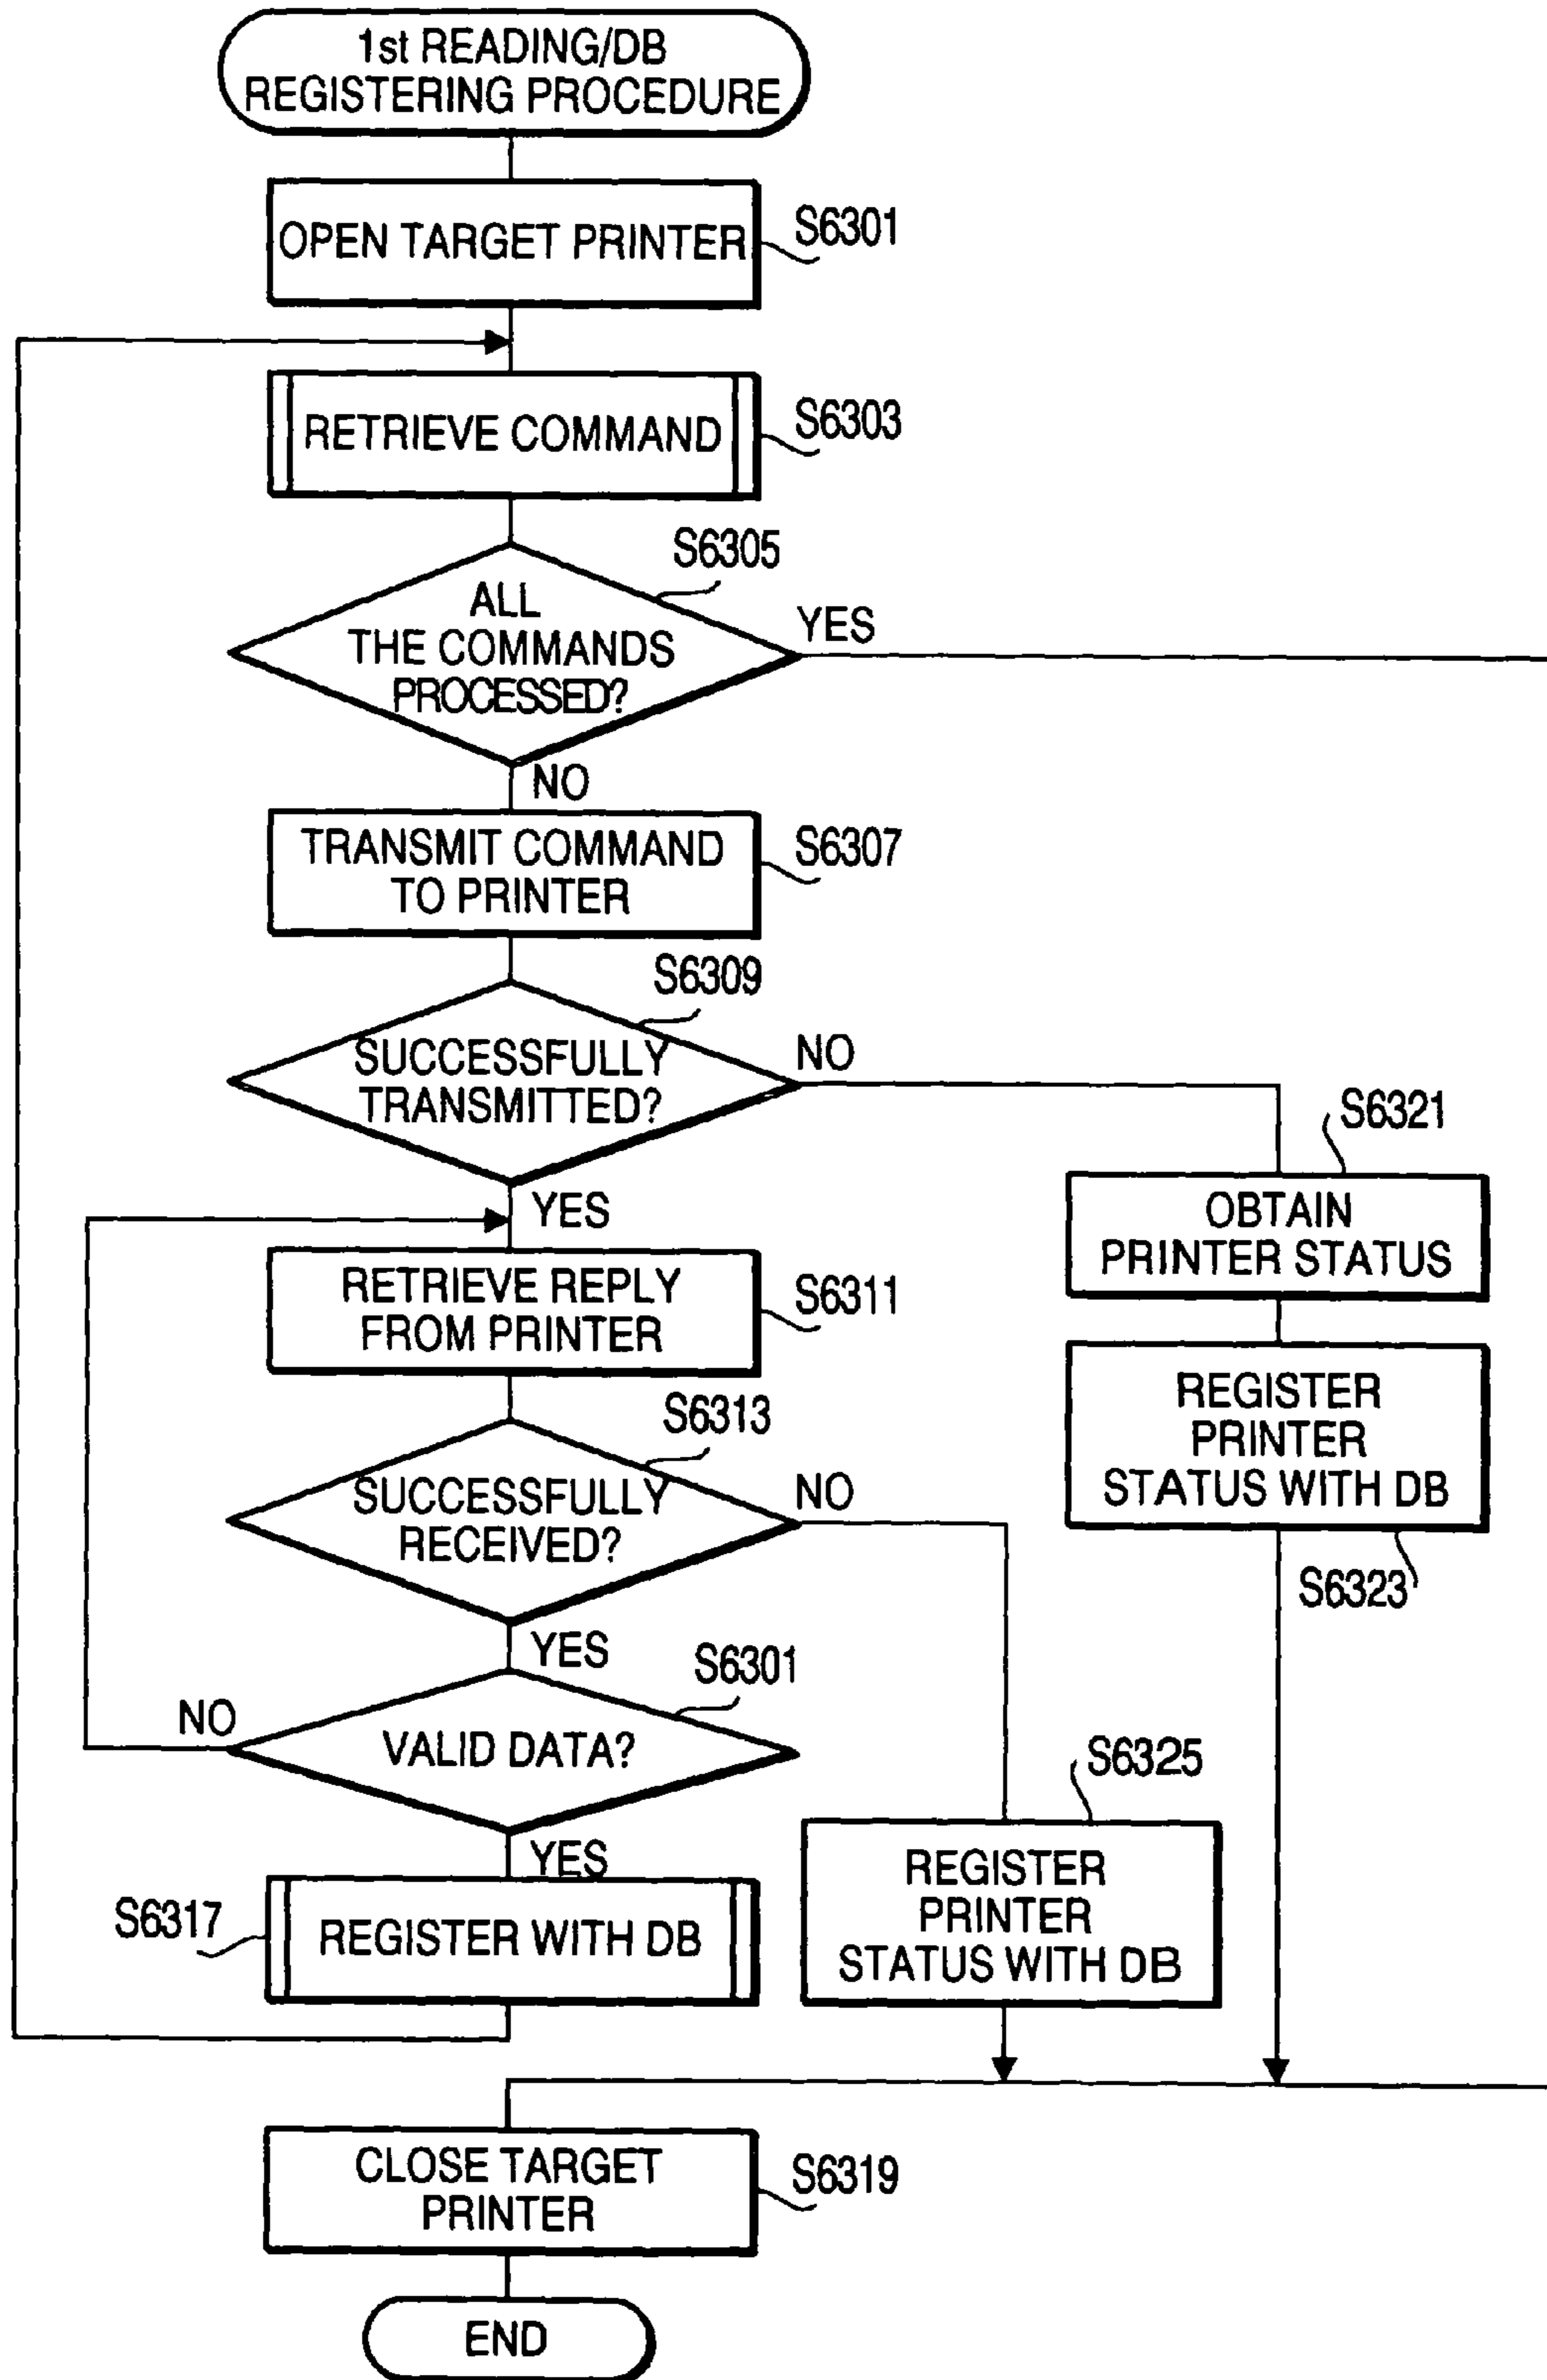 1st READING/DB
REGISTERING PROCEDURE
OPEN TARGET PRINTER
S6301
RETRIEVE COMMAND
S6303
S6305
ALL
THE COMMANDS
PROCESSED?
YES
NO
TRANSMIT COMMAND
TO PRINTER
S6307
S6309
SUCCESSFULLY
TRANSMITTED?
NO
YES
S6321
OBTAIN
PRINTER STATUS
RETRIEVE REPLY
FROM PRINTER
S6311
REGISTER
PRINTER
STATUS WITH DB
S6323
S6313
SUCCESSFULLY
RECEIVED?
NO
YES
S6301
VALID DATA?
NO
YES
S6325
REGISTER
PRINTER
STATUS WITH DB
S6317
REGISTER WITH DB
CLOSE TARGET
PRINTER
S6319
END